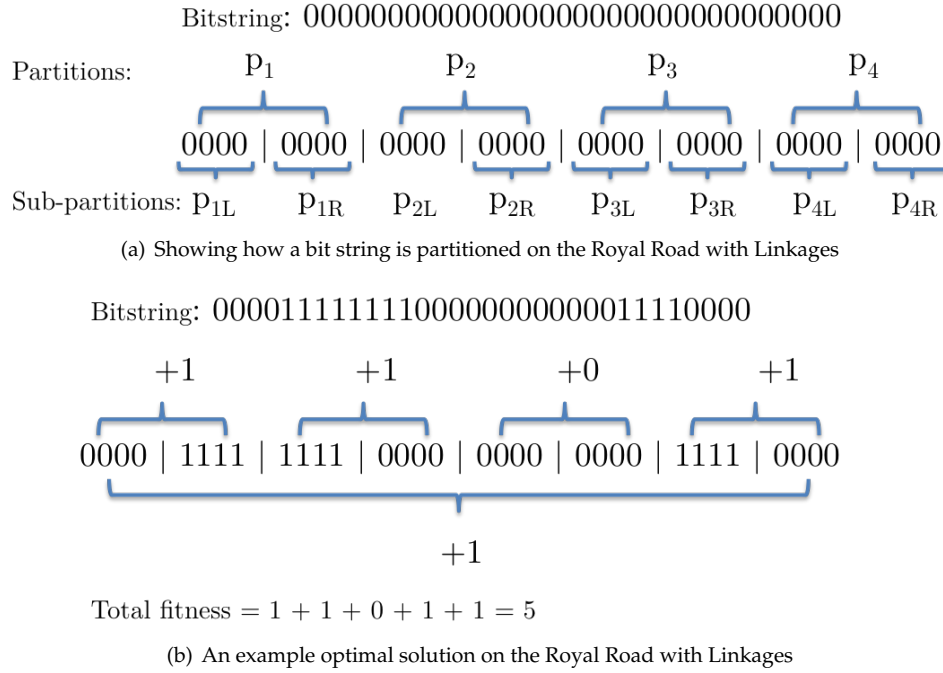 Bitstring: 00000000000000000000000000000000
Partitions: p1 p2 p3 p4
0000 | 0000 | 0000 | 0000 | 0000 | 0000 | 0000 | 0000
Sub-partitions: p1L p1R p2L p2R p3L p3R p4L p4R
(a) Showing how a bit string is partitioned on the Royal Road with Linkages
Bitstring: 00001111111100000000000011110000
+1 +1 +0 +1
0000 | 1111 | 1111 | 0000 | 0000 | 0000 | 1111 | 0000
+1
Total fitness = 1 + 1 + 0 + 1 + 1 = 5
(b) An example optimal solution on the Royal Road with Linkages